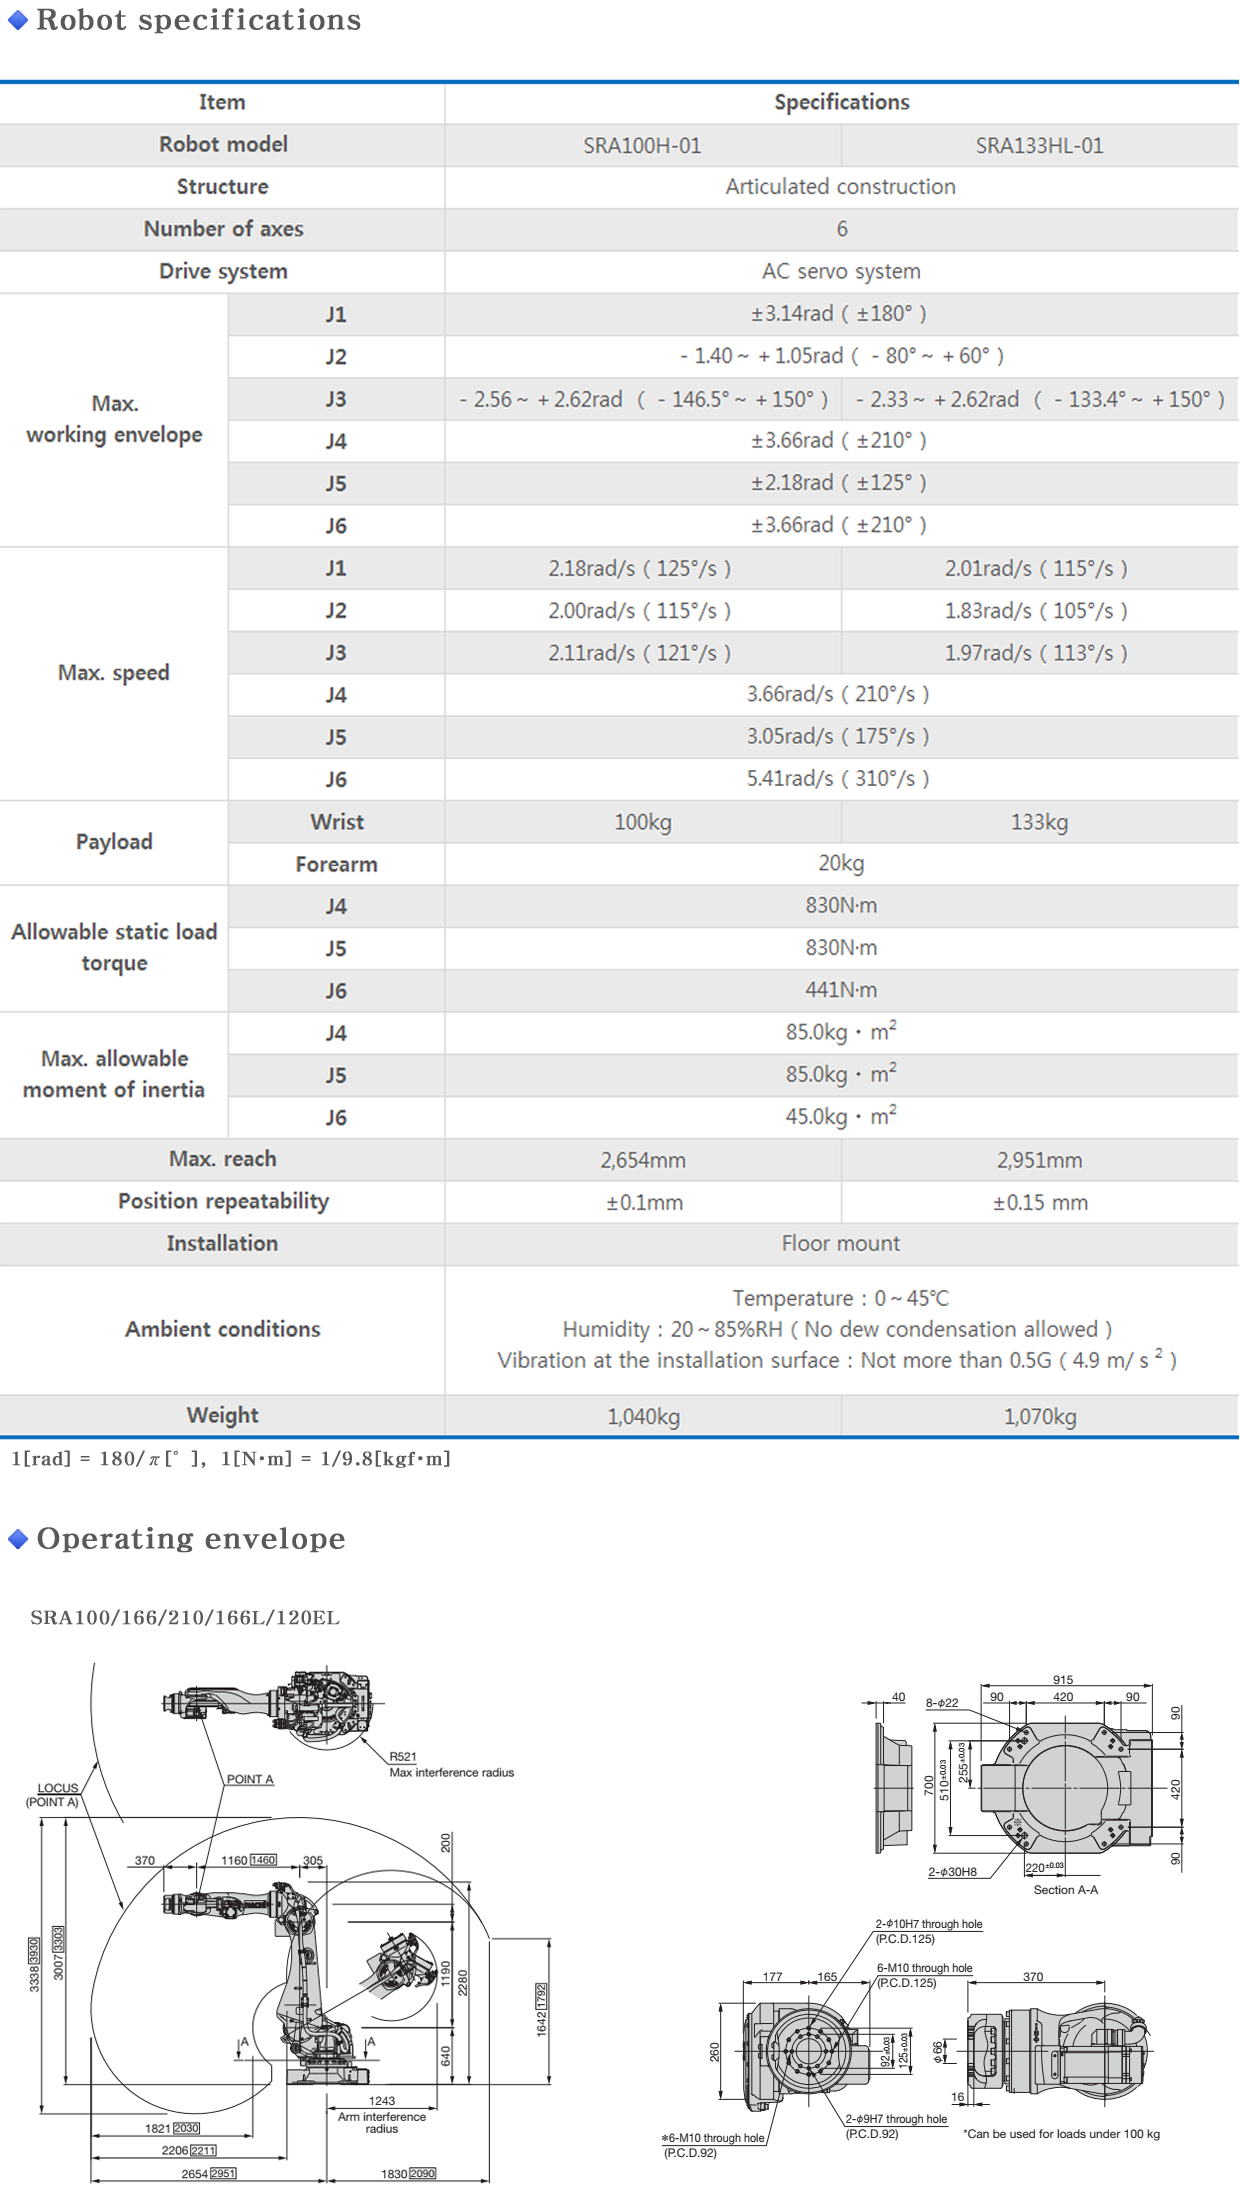 Robot specifications
Item Specifications
Robot model SRA100H-01 SRA133HL-01
Structure Articulated construction
Number of axes 6
Drive system AC servo system
Max. working envelope
J1 ±3.14rad ( ±180° )
J2 - 1.40 ~ + 1.05rad ( - 80° ~ + 60° )
J3 - 2.56 ~ + 2.62rad ( - 146.5° ~ + 150° ) - 2.33 ~ + 2.62rad ( - 133.4° ~ + 150° )
J4 ±3.66rad ( ±210° )
J5 ±2.18rad ( ±125° )
J6 ±3.66rad ( ±210° )
Max. speed
J1 2.18rad/s ( 125°/s ) 2.01rad/s ( 115°/s )
J2 2.00rad/s ( 115°/s ) 1.83rad/s ( 105°/s )
J3 2.11rad/s ( 121°/s ) 1.97rad/s ( 113°/s )
J4 3.66rad/s ( 210°/s )
J5 3.05rad/s ( 175°/s )
J6 5.41rad/s ( 310°/s )
Payload
Wrist 100kg 133kg
Forearm 20kg
Allowable static load
torque
J4 830N·m
J5 830N·m
J6 441N·m
Max. allowable
moment of inertia
J4 85.0kg・m²
J5 85.0kg・m²
J6 45.0kg・m²
Max. reach 2,654mm 2,951mm
Position repeatability ±0.1mm ±0.15 mm
Installation Floor mount
Ambient conditions
Temperature : 0 ~ 45℃
Humidity : 20 ~ 85%RH ( No dew condensation allowed )
Vibration at the installation surface : Not more than 0.5G ( 4.9 m/ s ² )
Weight 1,040kg 1,070kg
1[rad] = 180/π[° ], 1[N·m] = 1/9.8[kgf·m]
Operating envelope
SRA100/166/210/166L/120EL
R521
Max interference radius
POINT A
LOCUS
(POINT A)
370 1160 1460 305
200
3338 3930
3007 3303
1190
2280
1642 1792
640
A A
1243
Arm interference
radius
1821 2030
2206 2211
2654 2951 1830 2090
915
40
8-φ22
90 420 90
90
700
510±0.03
255±0.03
420
90
2-φ30H8
220±0.03
Section A-A
2-φ10H7 through hole
(P.C.D.125)
6-M10 through hole
(P.C.D.125)
177 165
370
260
92±0.03
125±0.03
φ66
16
2-φ9H7 through hole
(P.C.D.92)
*6-M10 through hole
(P.C.D.92)
*Can be used for loads under 100 kg